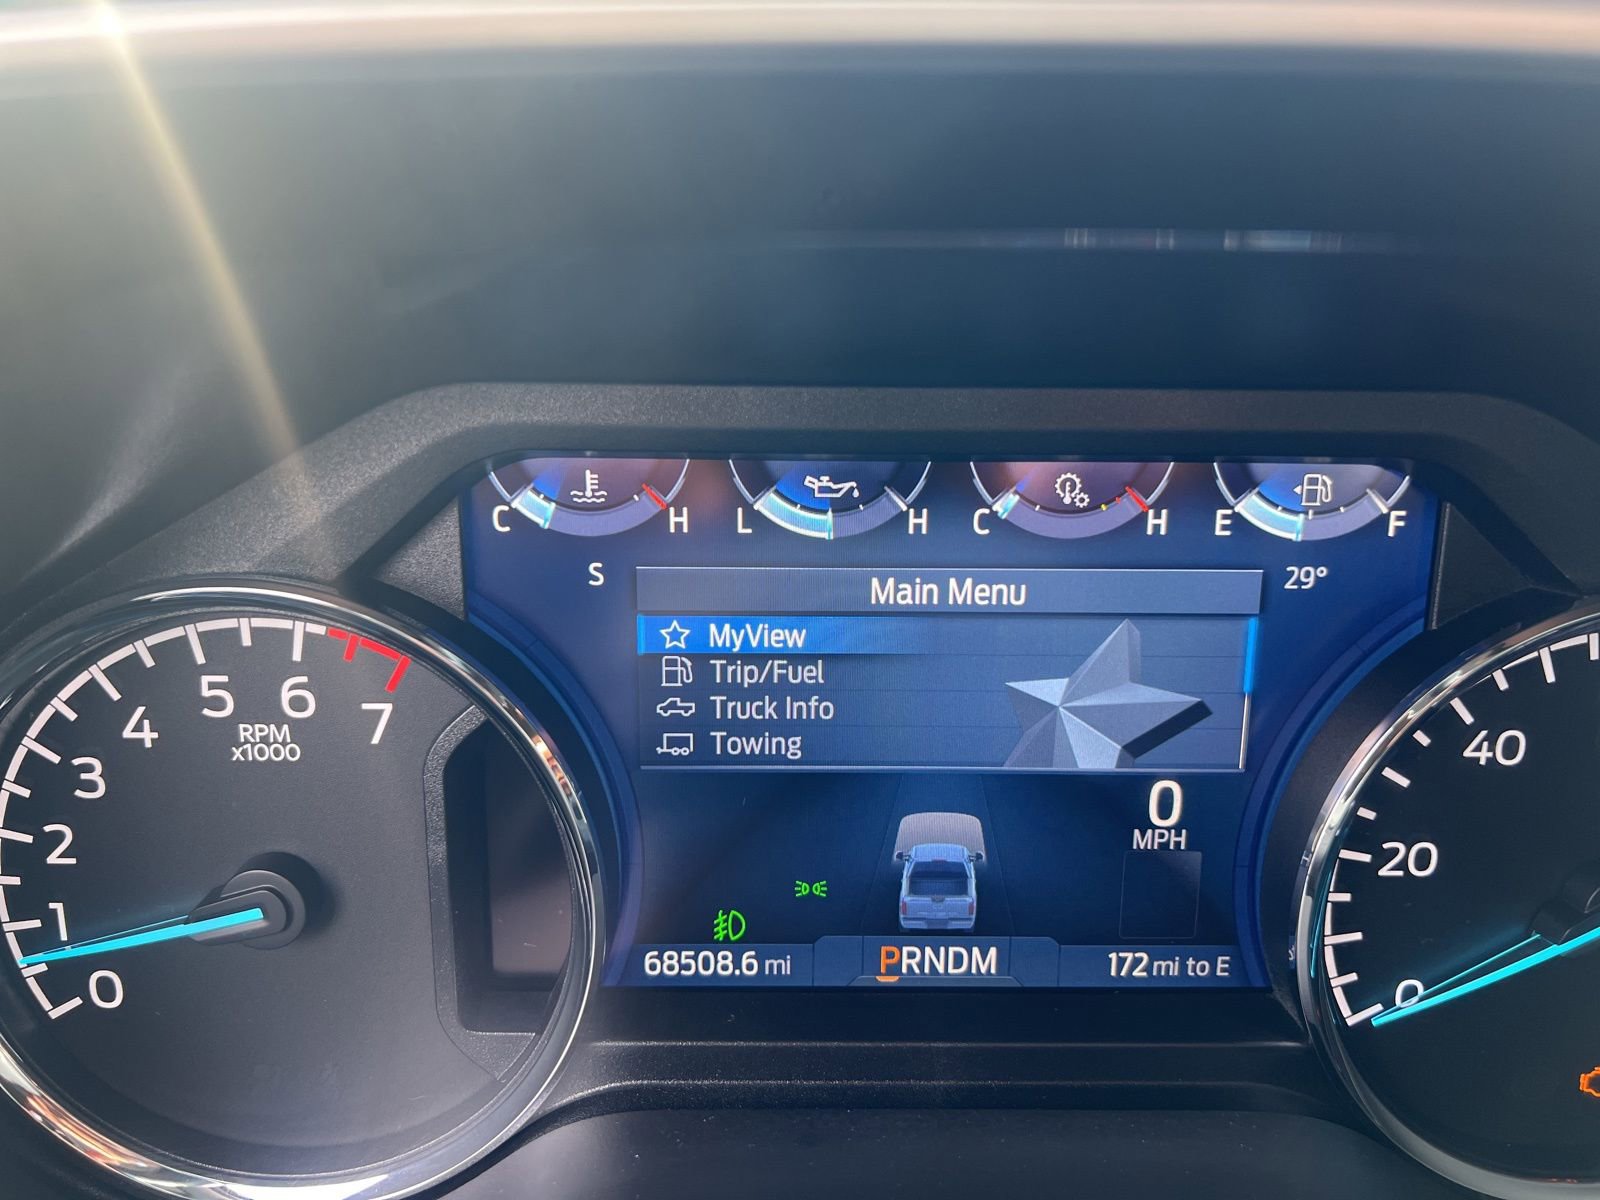 C H
L H
C H
E F
S
29°
Main Menu
MyView
Trip/Fuel
Truck Info
Towing
0
MPH
68508.6 mi
PRNDM
172 mi to E
0
1
2
3
4
5
6
7
RPM
x1000
0
20
40